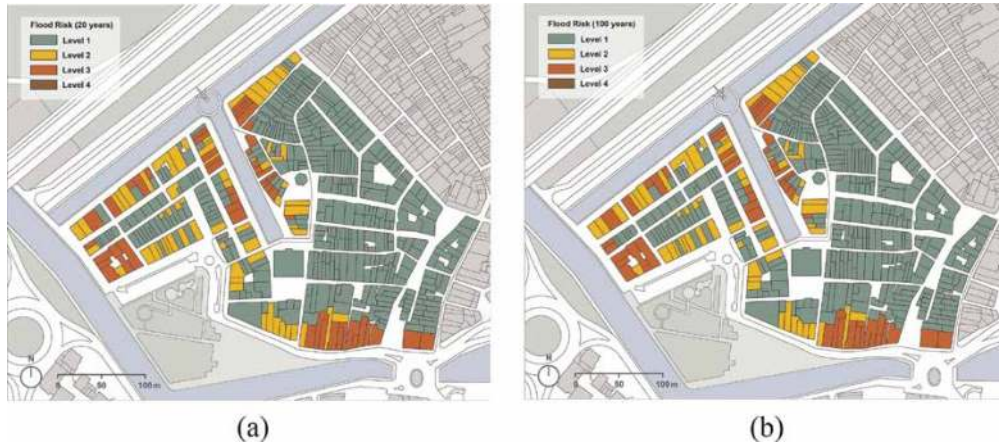 Flood Risk (20 years)
Level 1
Level 2
Level 3
Level 4
N
0 50 100 m
(a)
Flood Risk (100 years)
Level 1
Level 2
Level 3
Level 4
N
0 50 100 m
(b)